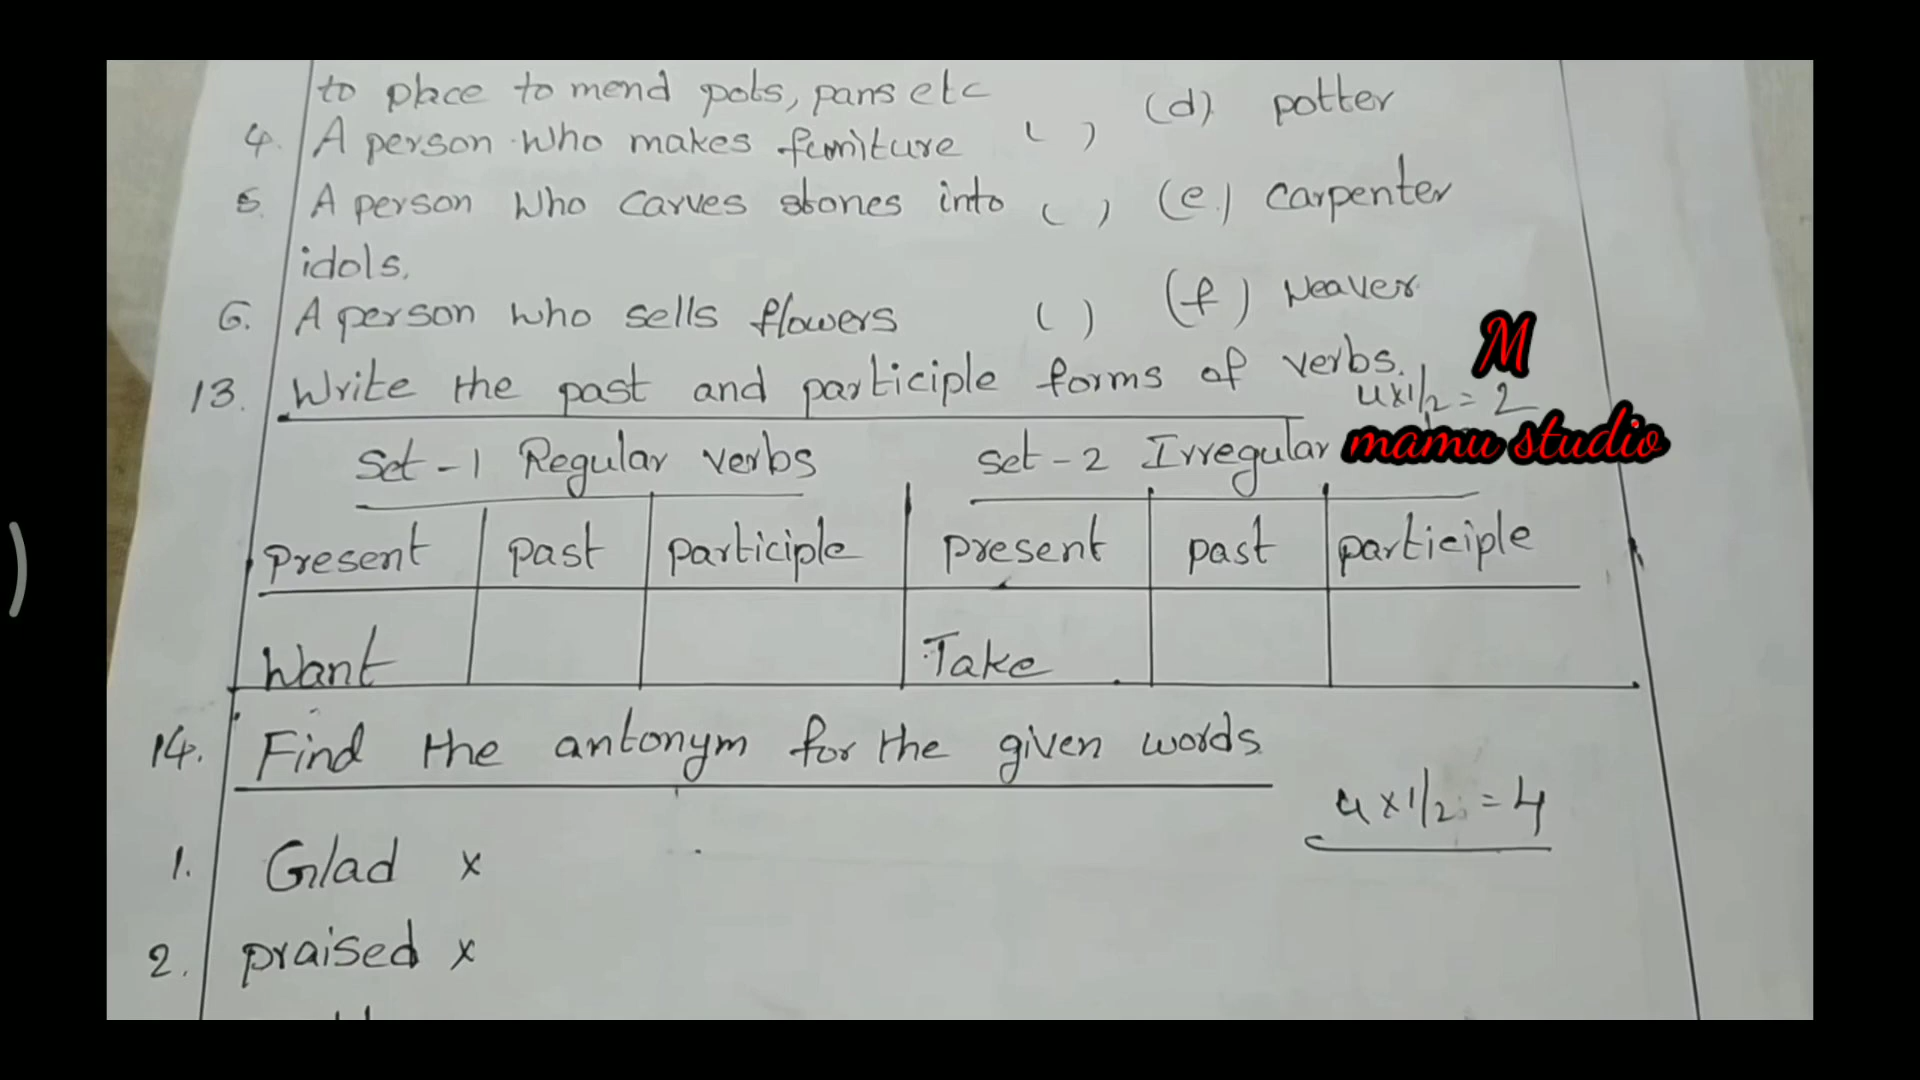 to place to mend pots, pans etc
(d) potter
4. A person who makes furniture ( )
5. A person who carves stones into ( ) (e) carpenter
idols.
6. A person who sells flowers ( ) (f) weaver
M
13. Write the past and participle forms of verbs.
4x1/2 = 2
mamu studio
Set - 1 Regular verbs Set - 2 Irregular
Present past participle present past participle
Want Take
14. Find the antonym for the given words
4 x 1/2 = 4
1. Glad x
2. praised x